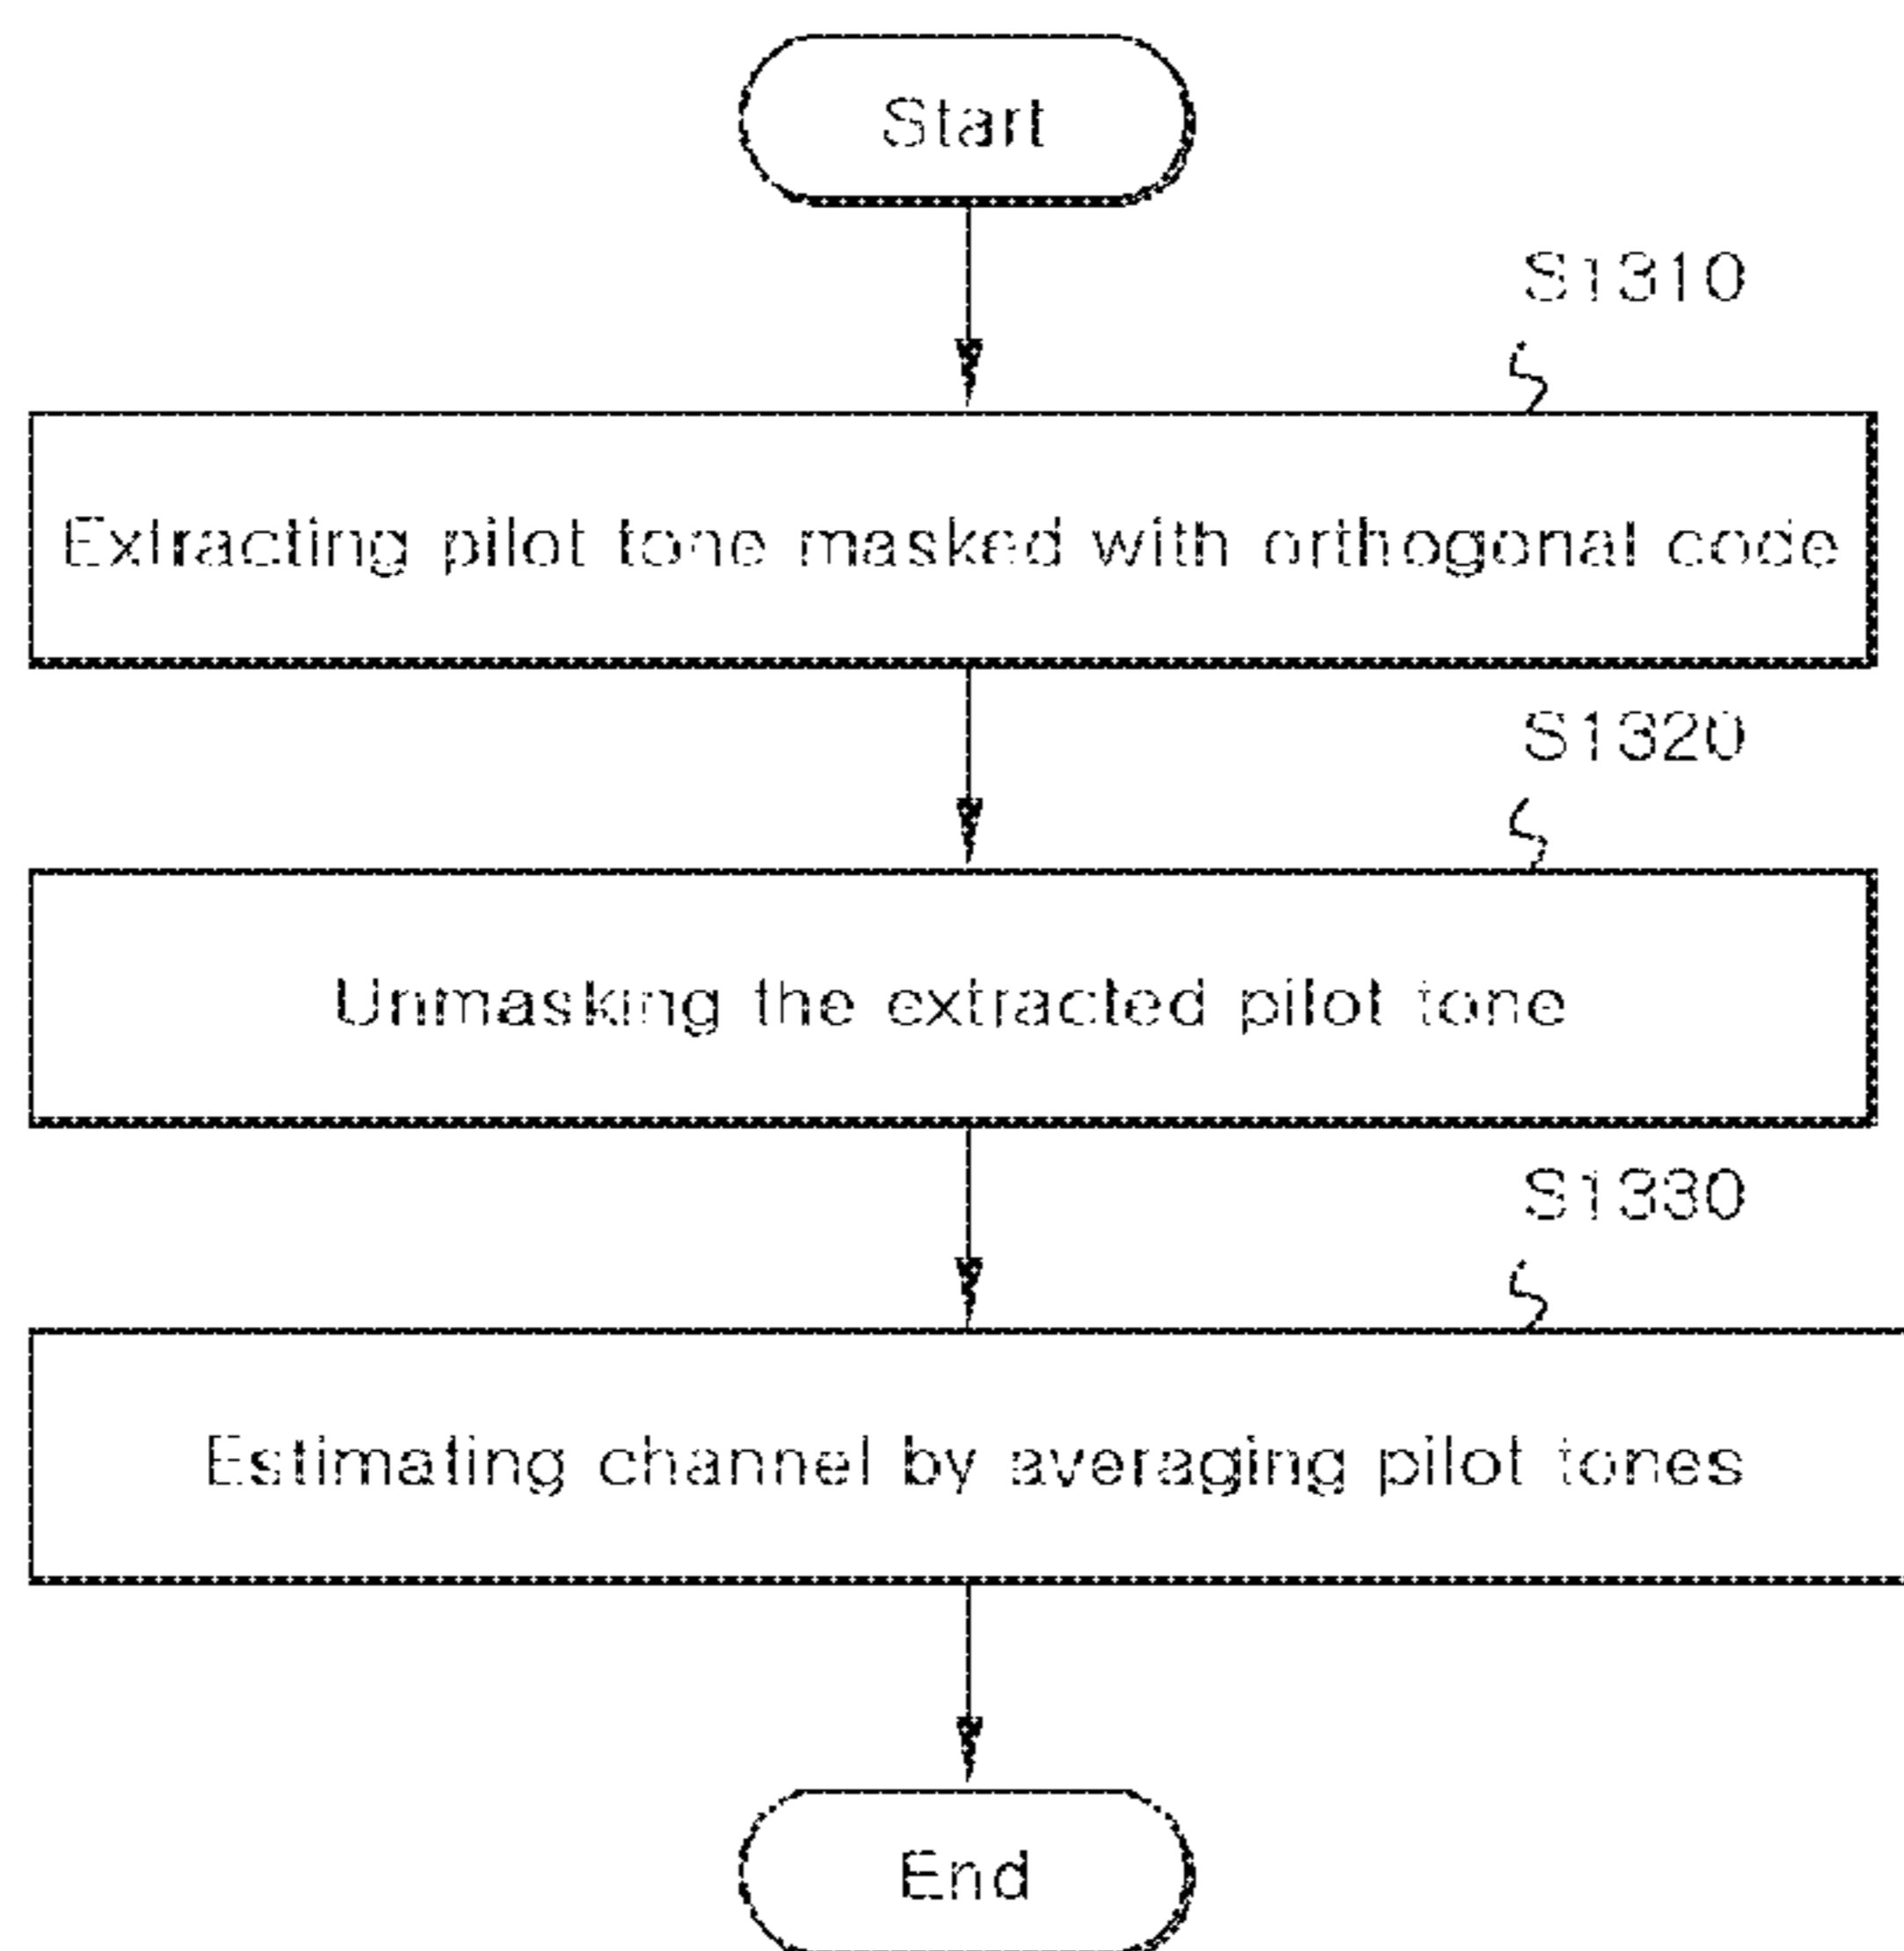 Start
S1310
Extracting pilot tone masked with orthogonal code
S1320
Unmasking the extracted pilot tone
S1330
Estimating channel by averaging pilot tones
End